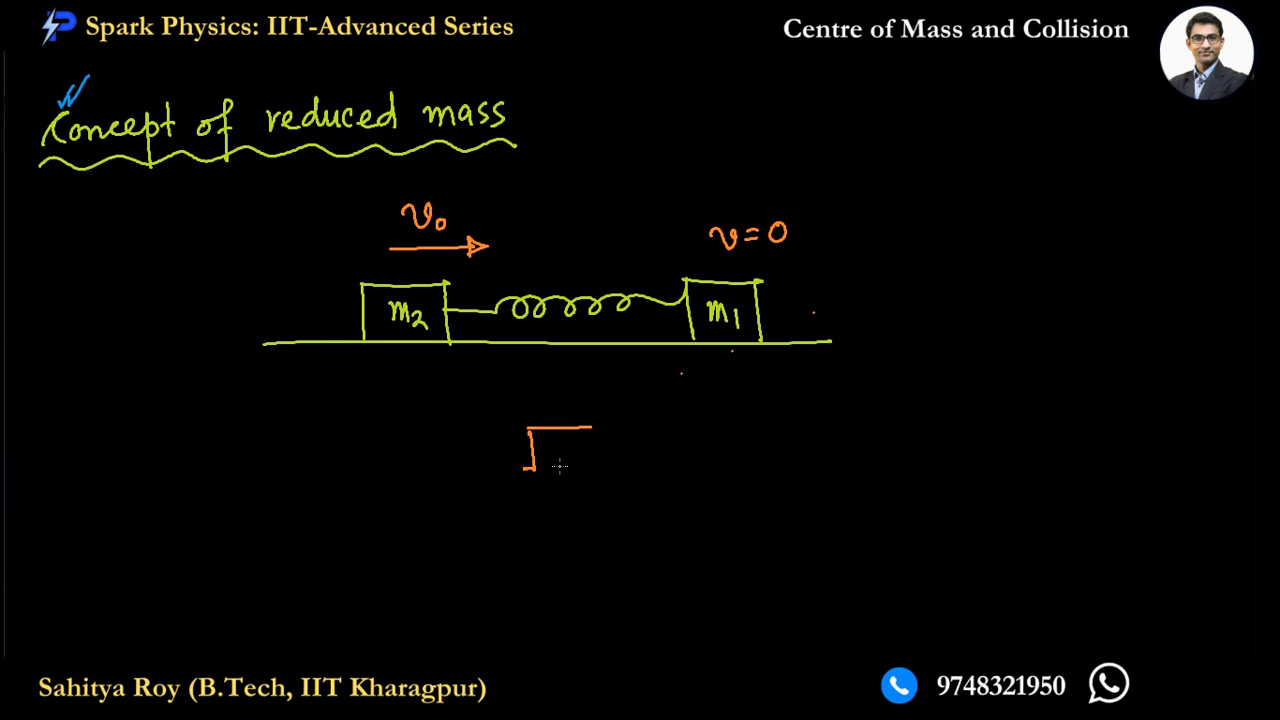 Spark Physics: IIT-Advanced Series
Centre of Mass and Collision
Concept of reduced mass
v₀
v = 0
m₂
m₁
Sahitya Roy (B.Tech, IIT Kharagpur)
9748321950